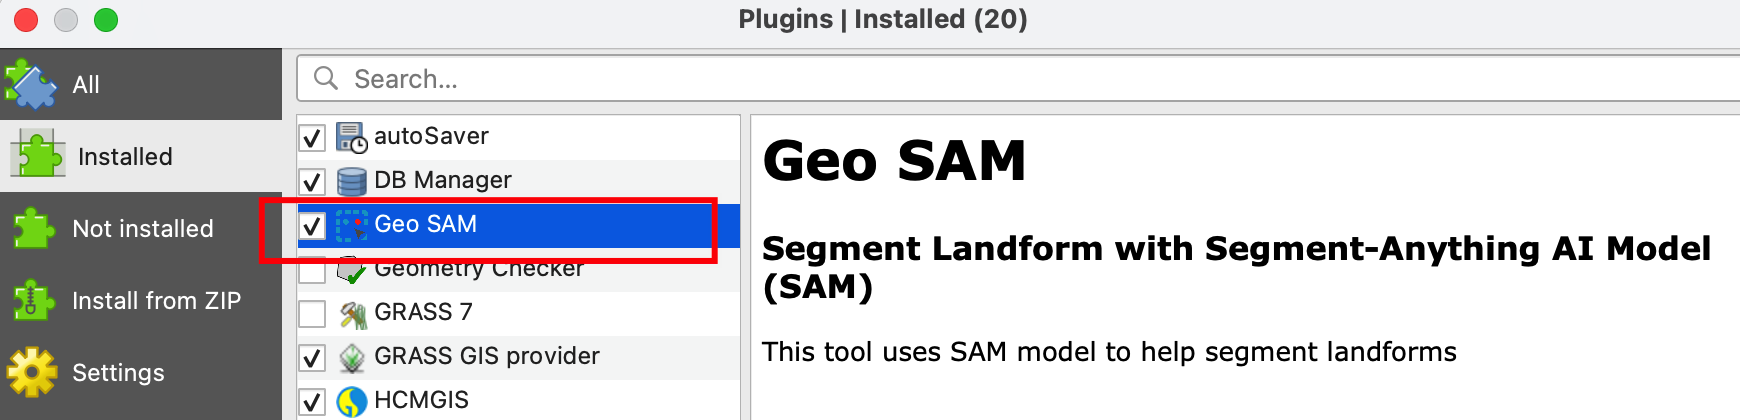 Plugins | Installed (20)
All
Installed
Not installed
Install from ZIP
Settings
Search...
autoSaver
DB Manager
Geo SAM
Geometry Checker
GRASS 7
GRASS GIS provider
HCMGIS
Geo SAM
Segment Landform with Segment-Anything AI Model
(SAM)
This tool uses SAM model to help segment landforms